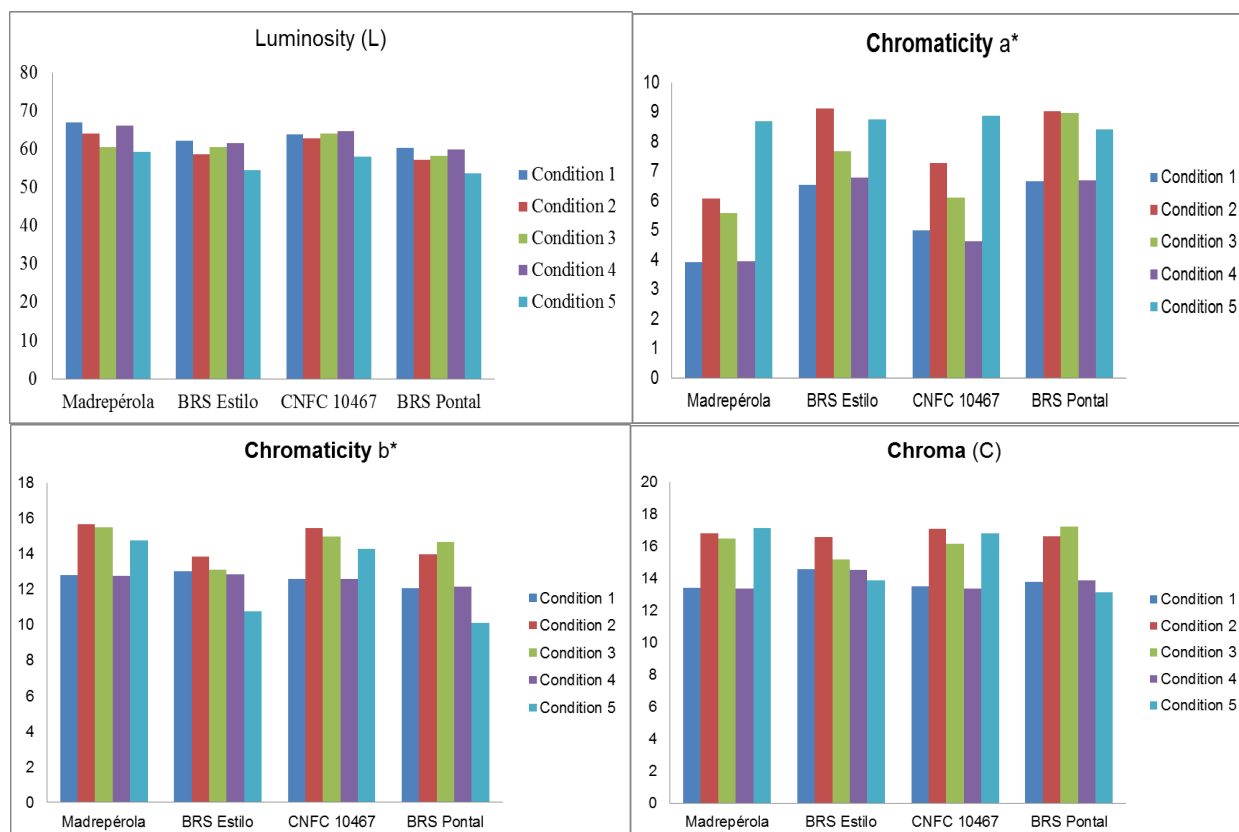 Luminosity (L)
80
70
60
50
40
30
20
10
0
Madrepérola BRS Estilo CNFC 10467 BRS Pontal
Condition 1
Condition 2
Condition 3
Condition 4
Condition 5
Chromaticity a*
10
9
8
7
6
5
4
3
2
1
0
Madrepérola BRS Estilo CNFC 10467 BRS Pontal
Condition 1
Condition 2
Condition 3
Condition 4
Condition 5
Chromaticity b*
18
16
14
12
10
8
6
4
2
0
Madrepérola BRS Estilo CNFC 10467 BRS Pontal
Condition 1
Condition 2
Condition 3
Condition 4
Condition 5
Chroma (C)
20
18
16
14
12
10
8
6
4
2
0
Madrepérola BRS Estilo CNFC 10467 BRS Pontal
Condition 1
Condition 2
Condition 3
Condition 4
Condition 5